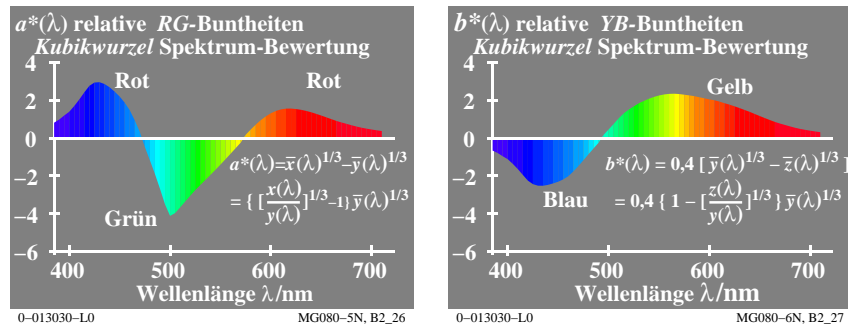 a*(λ) relative RG-Buntheiten
Kubikwurzel Spektrum-Bewertung
4
Rot
Rot
2
0
a*(λ)=x̅(λ)^1/3–y̅(λ)^1/3
−2
= { [x(λ)/y(λ)]^1/3–1} y̅(λ)^1/3
Grün
−4
−6
400 500 600 700
Wellenlänge λ/nm
0–013030–L0 MG080–5N, B2_26
b*(λ) relative YB-Buntheiten
Kubikwurzel Spektrum-Bewertung
4
Gelb
2
0
b*(λ) = 0,4 [ y̅(λ)^1/3 – z̅(λ)^1/3 ]
−2
Blau
= 0,4 { 1 – [z(λ)/y(λ)]^1/3 } y̅(λ)^1/3
−4
−6
400 500 600 700
Wellenlänge λ/nm
0–013030–L0 MG080–6N, B2_27